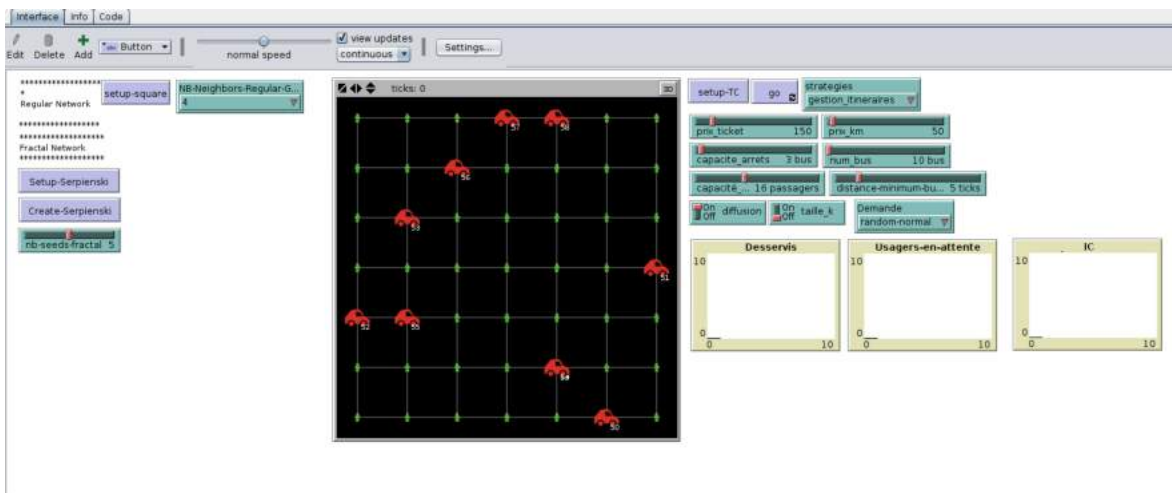 Interface Info Code
Edit Delete Add Button normal speed view updates continuous Settings...
*******************
*
Regular Network
setup-square
NB-Neighbors-Regular-G...
4
******************
*******************
Fractal Network
*******************
Setup-Serpienski
Create-Serpienski
nb-seeds-fractal 5
ticks: 0 3D
57 58
56
53
51
52 55
50
setup-TC go strategies
gestion_itinéraires
prix_ticket 150 prix_km 50
capacite_arrets 3 bus num_bus 10 bus
capacité_... 16 passagers distance-minimum-bu... 5 ticks
On Off diffusion On Off taille_k Demande
random-normal
Desservis
10
0
0 10
Usagers-en-attente
10
0
0 10
IC
10
0
0 10